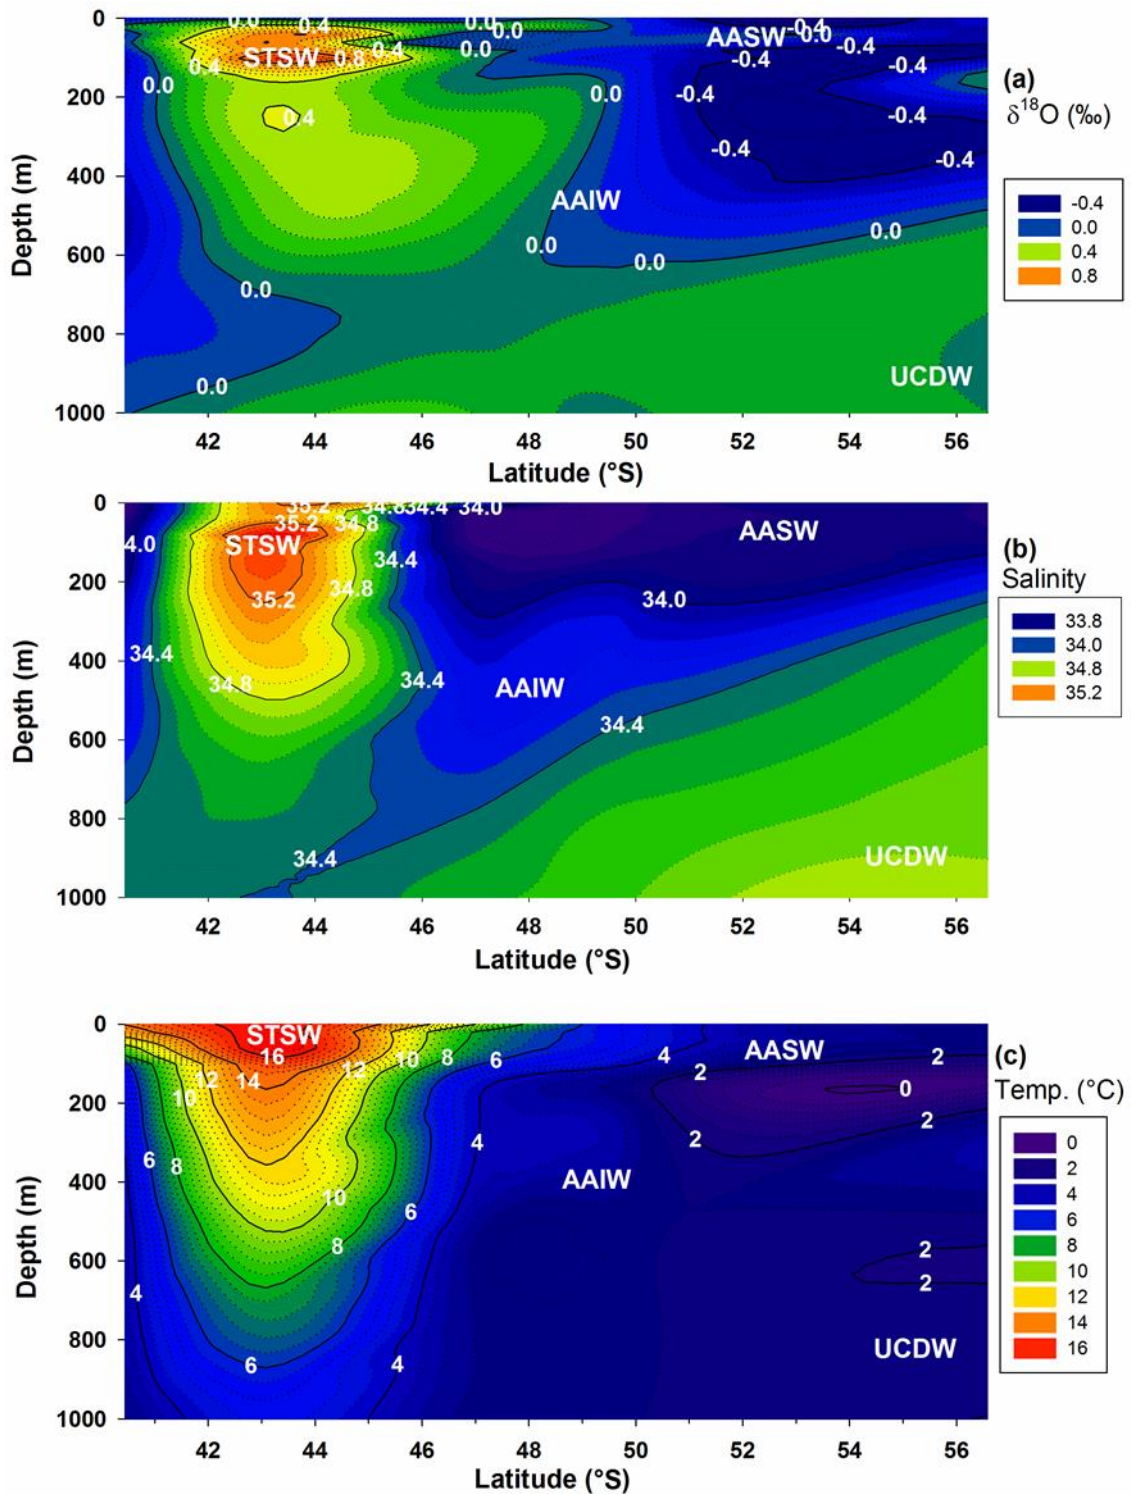 0.0 0.4 0.0 0.0 -0.4 0.0
AASW
0 STSW 0.8 0.4 0.0 -0.4 -0.4
0.4
0.0 0.0 -0.4 -0.4
200
0.4 -0.4 -0.4
400
AAIW
0.0 0.0 0.0
600
0.0
800
UCDW
0.0
1000
Depth (m)
42 44 46 48 50 52 54 56
Latitude (°S)
(a)
δ¹⁸O (‰)
-0.4
0.0
0.4
0.8
0 35.2 34.8 34.4 34.0
35.2 34.8
STSW AASW
4.0 34.4
200 35.2 34.8 34.0
400 34.4 34.8 34.4
AAIW
34.4
600
800
34.4 UCDW
1000
Depth (m)
42 44 46 48 50 52 54 56
Latitude (°S)
(b)
Salinity
33.8
34.0
34.8
35.2
0 STSW AASW
16 12 10 8 6 4 2 2
12 14
10 0
200
6 8 4 2 2
400 10 6
AAIW
8
600 2
4 2
800
6 4 UCDW
1000
Depth (m)
42 44 46 48 50 52 54 56
Latitude (°S)
(c)
Temp. (°C)
0
2
4
6
8
10
12
14
16